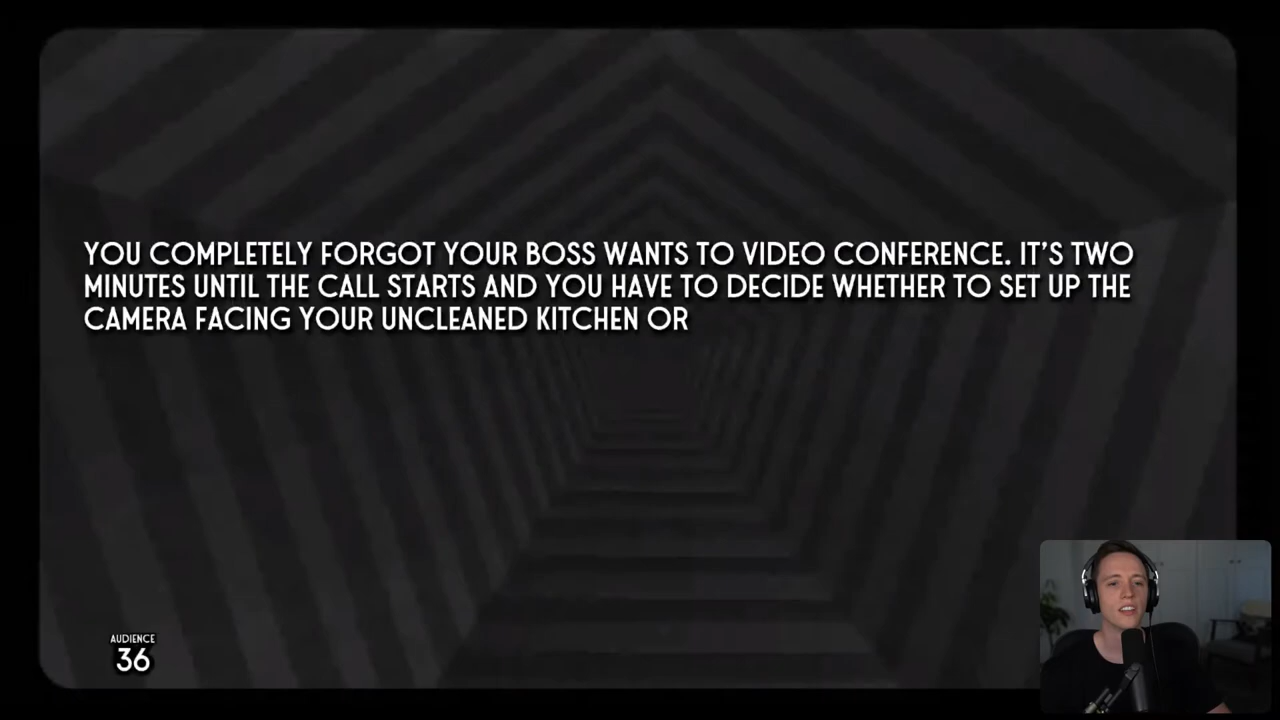 YOU COMPLETELY FORGOT YOUR BOSS WANTS TO VIDEO CONFERENCE. IT'S TWO
MINUTES UNTIL THE CALL STARTS AND YOU HAVE TO DECIDE WHETHER TO SET UP THE
CAMERA FACING YOUR UNCLEANED KITCHEN OR
AUDIENCE
36